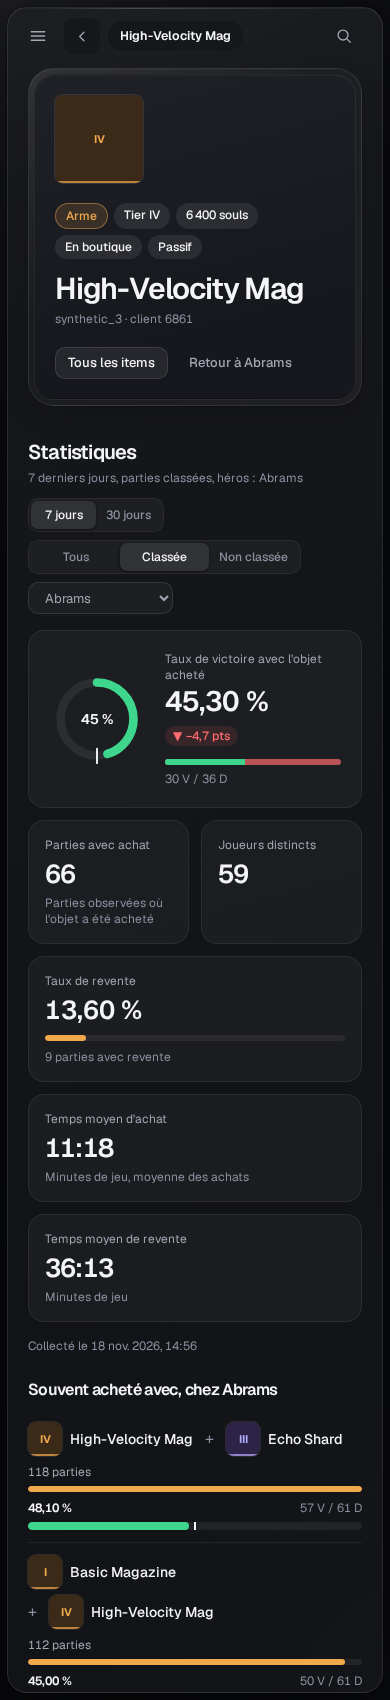 High-Velocity Mag
IV
Arme
Tier IV
6 400 souls
En boutique
Passif
High-Velocity Mag
synthetic_3 · client 6861
Tous les items
Retour à Abrams
Statistiques
7 derniers jours, parties classées, héros : Abrams
7 jours
30 jours
Tous
Classée
Non classée
Abrams
45 %
Taux de victoire avec l'objet
acheté
45,30 %
▼ −4,7 pts
30 V / 36 D
Parties avec achat
66
Parties observées où
l'objet a été acheté
Joueurs distincts
59
Taux de revente
13,60 %
9 parties avec revente
Temps moyen d'achat
11:18
Minutes de jeu, moyenne des achats
Temps moyen de revente
36:13
Minutes de jeu
Collecté le 18 nov. 2026, 14:56
Souvent acheté avec, chez Abrams
IV High-Velocity Mag + III Echo Shard
118 parties
48,10 % 57 V / 61 D
I Basic Magazine
+ IV High-Velocity Mag
112 parties
45,00 % 50 V / 61 D